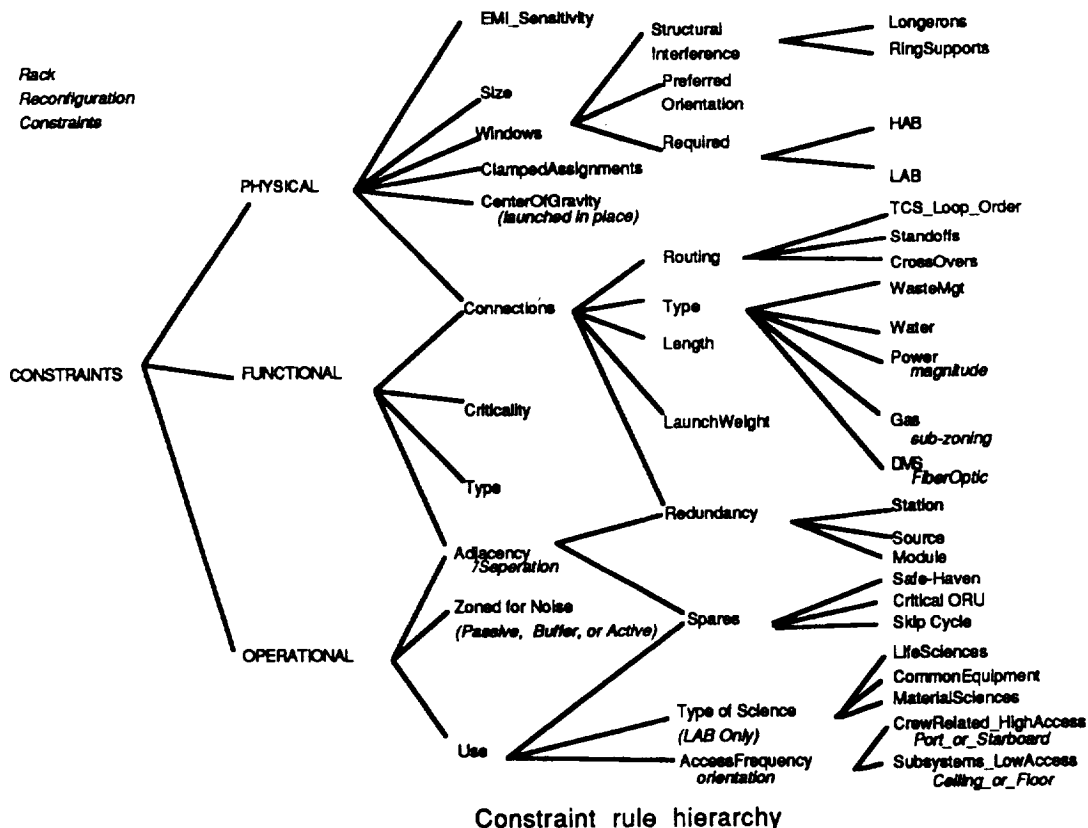 Rack
Reconfiguration
Constraints
CONSTRAINTS
PHYSICAL
FUNCTIONAL
OPERATIONAL
EMI_Sensitivity
Size
Windows
ClampedAssignments
CenterOfGravity
(launched in place)
Connections
Criticality
Type
Adjacency
/Seperation
Zoned for Noise
(Passive, Buffer, or Active)
Use
Structural
Interference
Preferred
Orientation
Required
Routing
Type
Length
LaunchWeight
Redundancy
Spares
Type of Science
(LAB Only)
AccessFrequency
orientation
Longerons
RingSupports
HAB
LAB
TCS_Loop_Order
Standoffs
CrossOvers
WasteMgt
Water
Power
magnitude
Gas
sub-zoning
DMS
FiberOptic
Station
Source
Module
Safe-Haven
Critical ORU
Skip Cycle
LifeSciences
CommonEquipment
MaterialSciences
CrewRelated_HighAccess
Port_or_Starboard
Subsystems_LowAccess
Ceiling_or_Floor
Constraint rule hierarchy